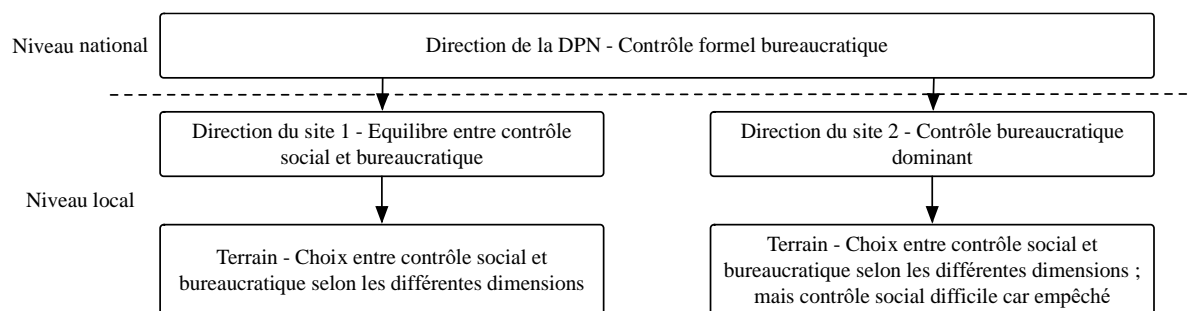 Niveau national
Direction de la DPN - Contrôle formel bureaucratique
Direction du site 1 - Equilibre entre contrôle
social et bureaucratique
Direction du site 2 - Contrôle bureaucratique
dominant
Niveau local
Terrain - Choix entre contrôle social et
bureaucratique selon les différentes dimensions
Terrain - Choix entre contrôle social et
bureaucratique selon les différentes dimensions ;
mais contrôle social difficile car empêché